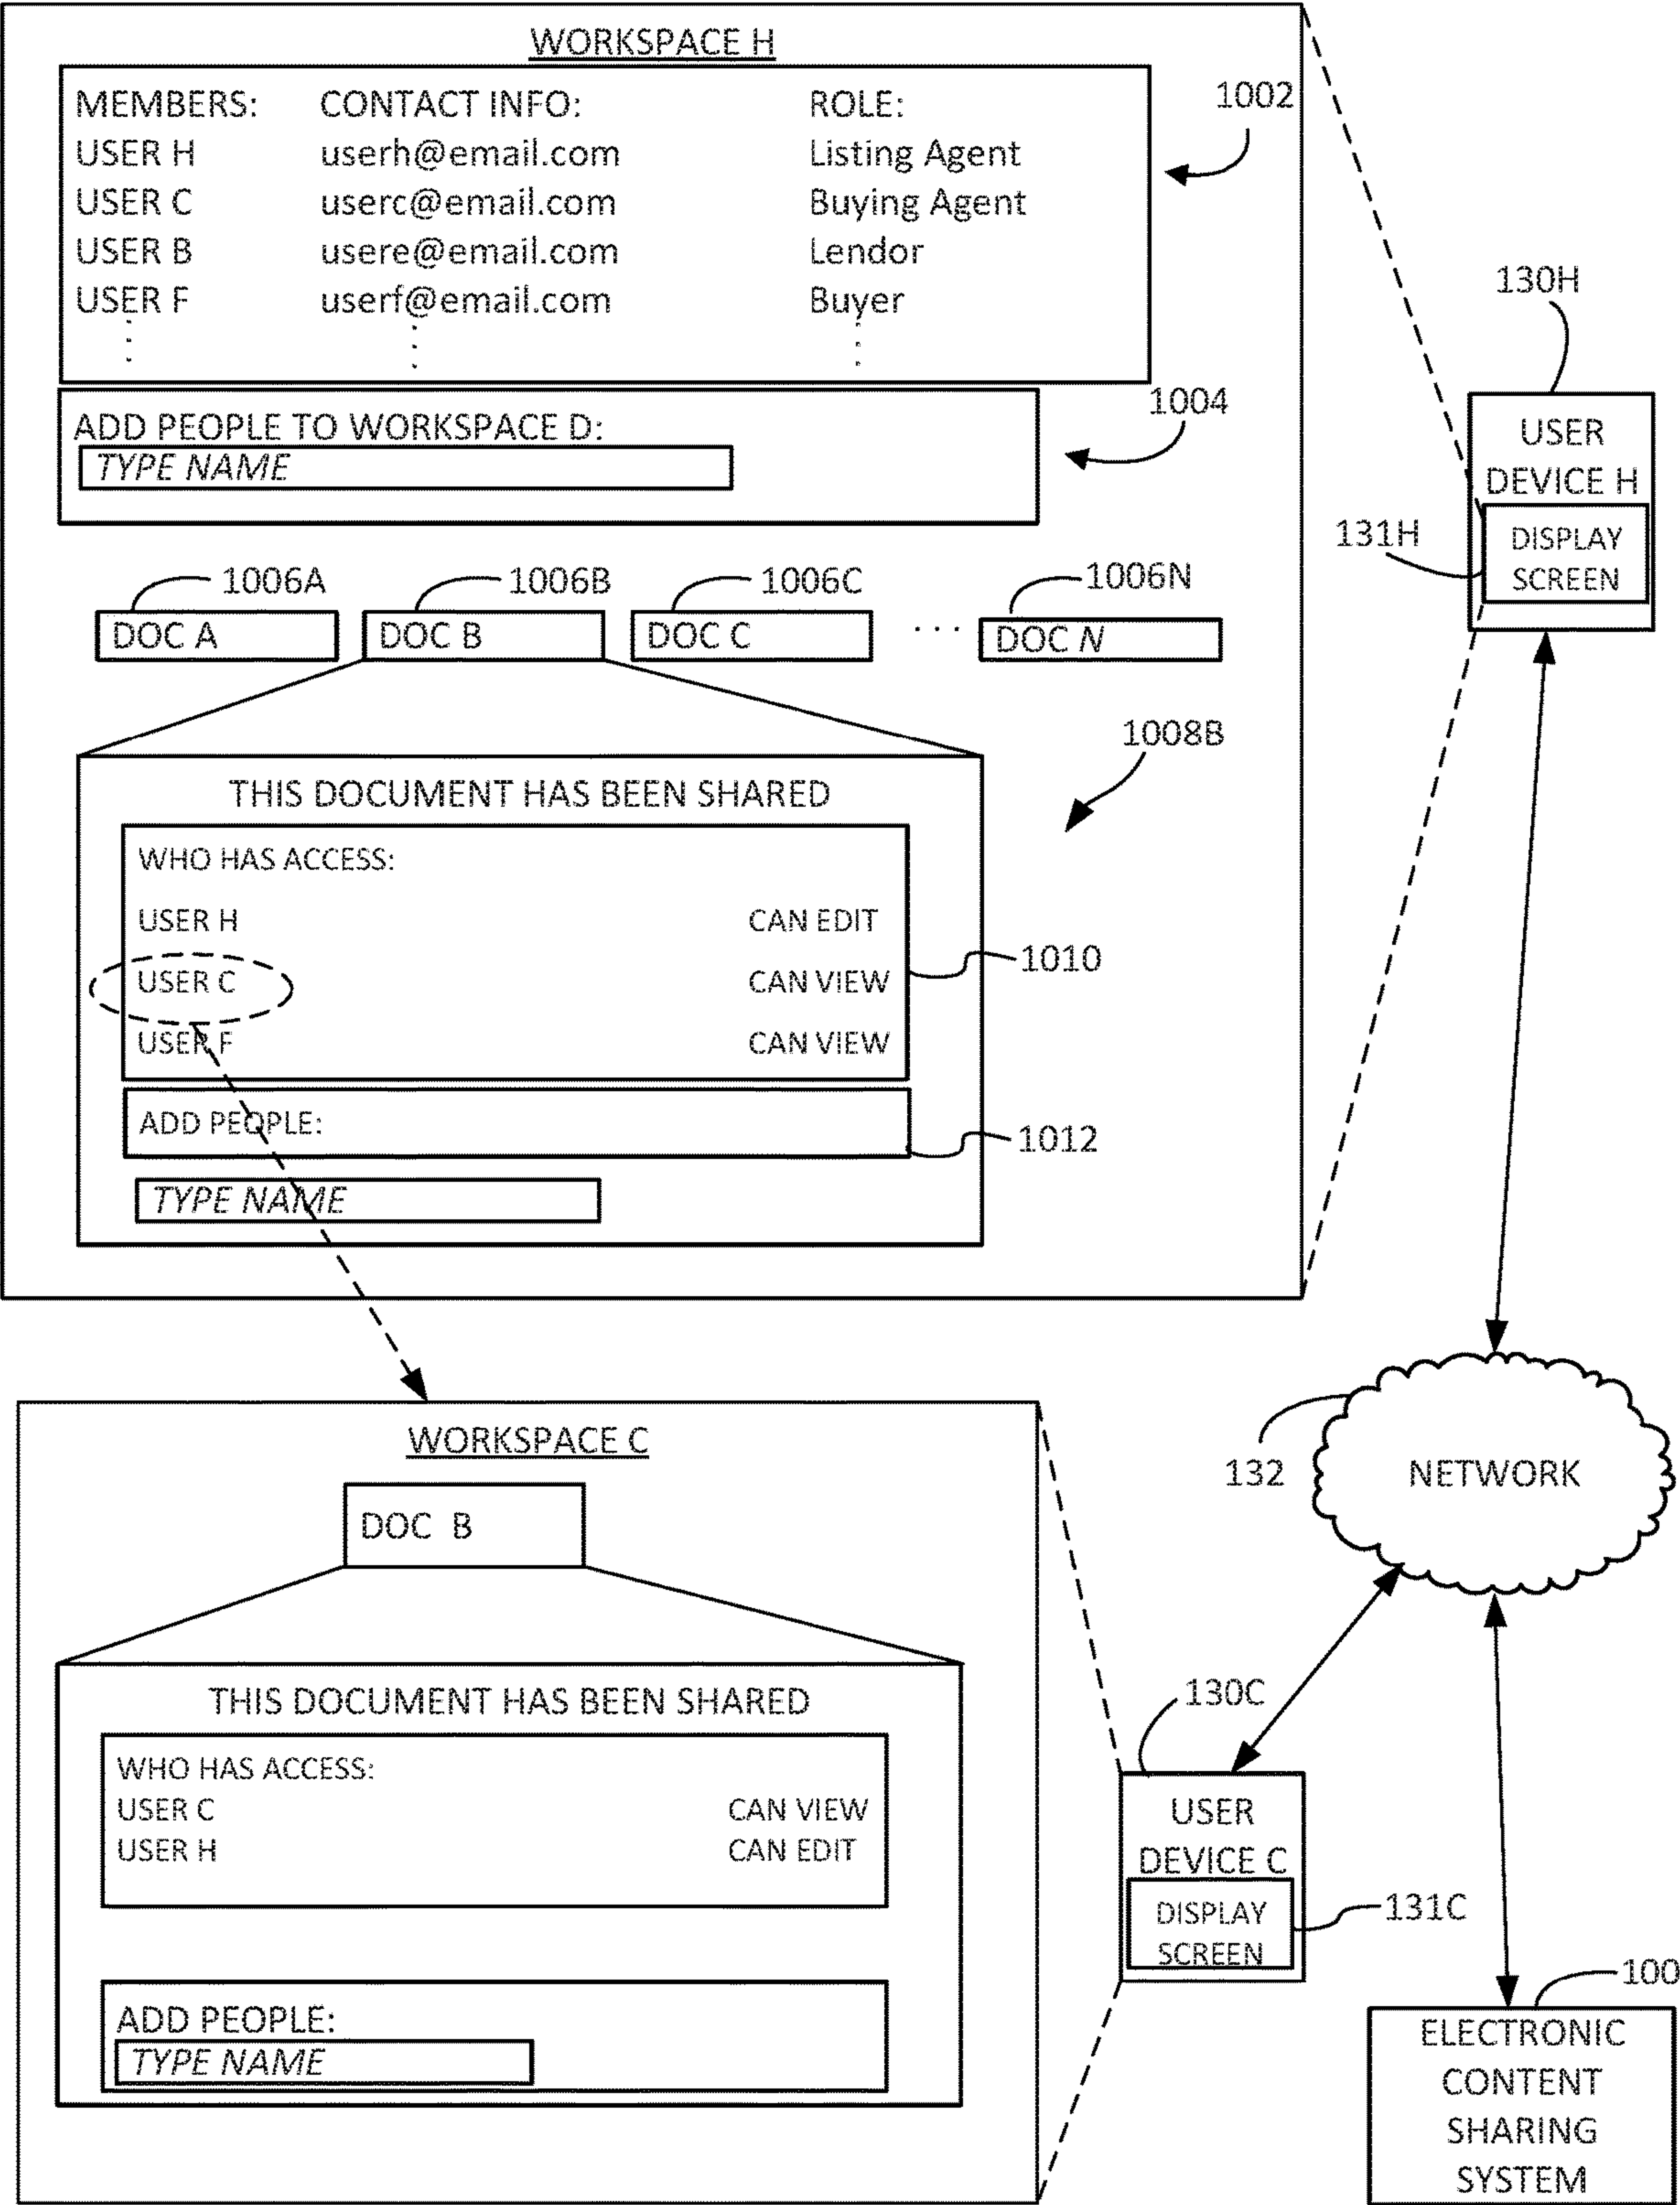 WORKSPACE H
MEMBERS: CONTACT INFO: ROLE:
USER H userh@email.com Listing Agent
USER C userc@email.com Buying Agent
USER B usere@email.com Lendor
USER F userf@email.com Buyer
1002
130H
USER
DEVICE H
DISPLAY
SCREEN
131H
1004
ADD PEOPLE TO WORKSPACE D:
TYPE NAME
1006A 1006B 1006C 1006N
DOC A DOC B DOC C ... DOC N
1008B
THIS DOCUMENT HAS BEEN SHARED
WHO HAS ACCESS:
USER H CAN EDIT
USER C CAN VIEW
USER F CAN VIEW
1010
ADD PEOPLE:
1012
TYPE NAME
WORKSPACE C
DOC B
THIS DOCUMENT HAS BEEN SHARED
WHO HAS ACCESS:
USER C CAN VIEW
USER H CAN EDIT
ADD PEOPLE:
TYPE NAME
132
NETWORK
130C
USER
DEVICE C
DISPLAY
SCREEN
131C
100
ELECTRONIC
CONTENT
SHARING
SYSTEM